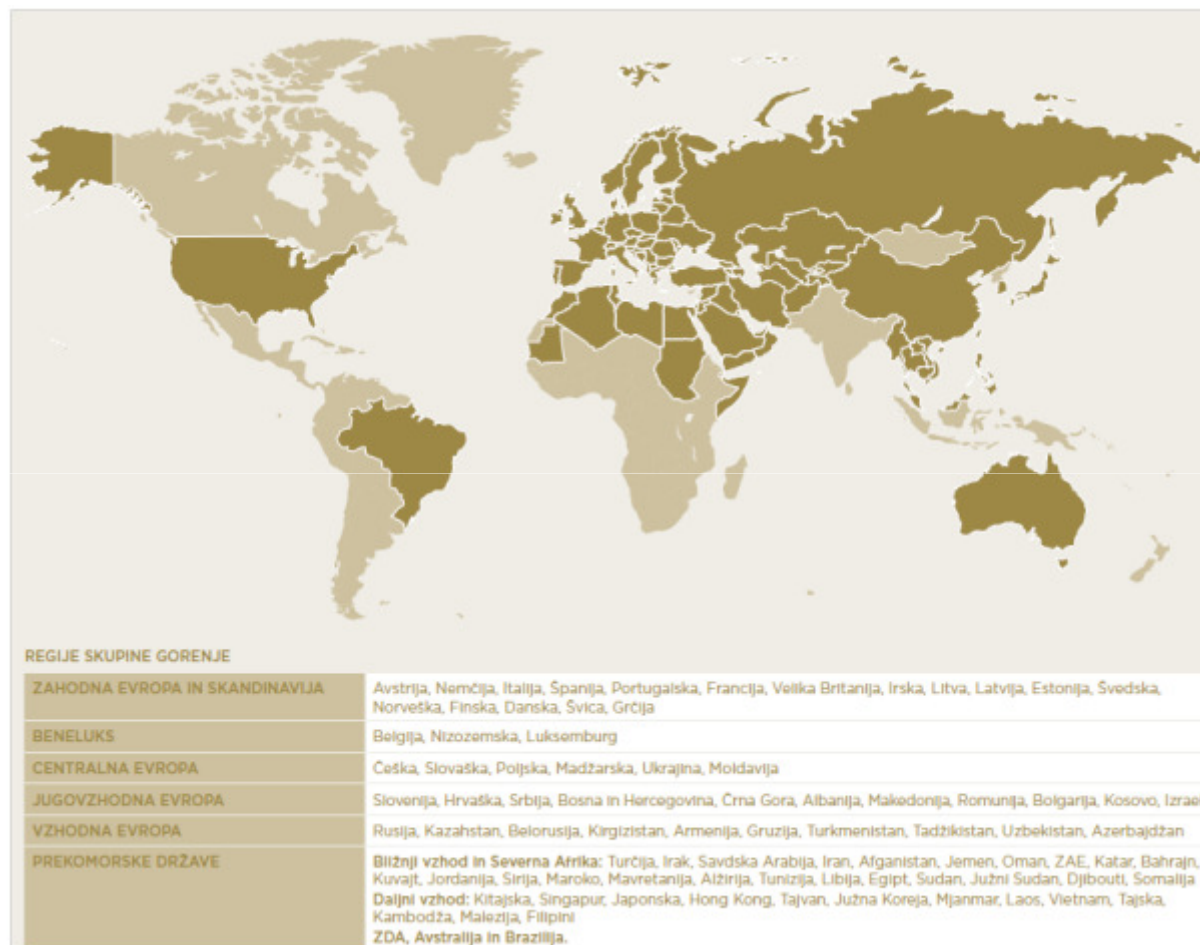 REGIJE SKUPINE GORENJE
ZAHODNA EVROPA IN SKANDINAVIJA
Avstrija, Nemčija, Italija, Španija, Portugalska, Francija, Velika Britanija, Irska, Litva, Latvija, Estonija, Švedska,
Norveška, Finska, Danska, Švica, Grčija
BENELUKS
Belgija, Nizozemska, Luksemburg
CENTRALNA EVROPA
Češka, Slovaška, Poljska, Madžarska, Ukrajina, Moldavija
JUGOVZHODNA EVROPA
Slovenija, Hrvaška, Srbija, Bosna in Hercegovina, Črna Gora, Albanija, Makedonija, Romunija, Bolgarija, Kosovo, Izrae
VZHODNA EVROPA
Rusija, Kazahstan, Belorusija, Kirgizistan, Armenija, Gruzija, Turkmenistan, Tadžikistan, Uzbekistan, Azerbajdžan
PREKOMORSKE DRŽAVE
Bližnji vzhod in Severna Afrika: Turčija, Irak, Savdska Arabija, Iran, Afganistan, Jemen, Oman, ZAE, Katar, Bahrajn,
Kuvajt, Jordanija, Sirija, Maroko, Mavretanija, Alžirija, Tunizija, Libija, Egipt, Sudan, Južni Sudan, Djibouti, Somalija
Daljni vzhod: Kitajska, Singapur, Japonska, Hong Kong, Tajvan, Južna Koreja, Mjanmar, Laos, Vietnam, Tajska,
Kambodža, Malezija, Filipini
ZDA, Avstralija in Brazilija.